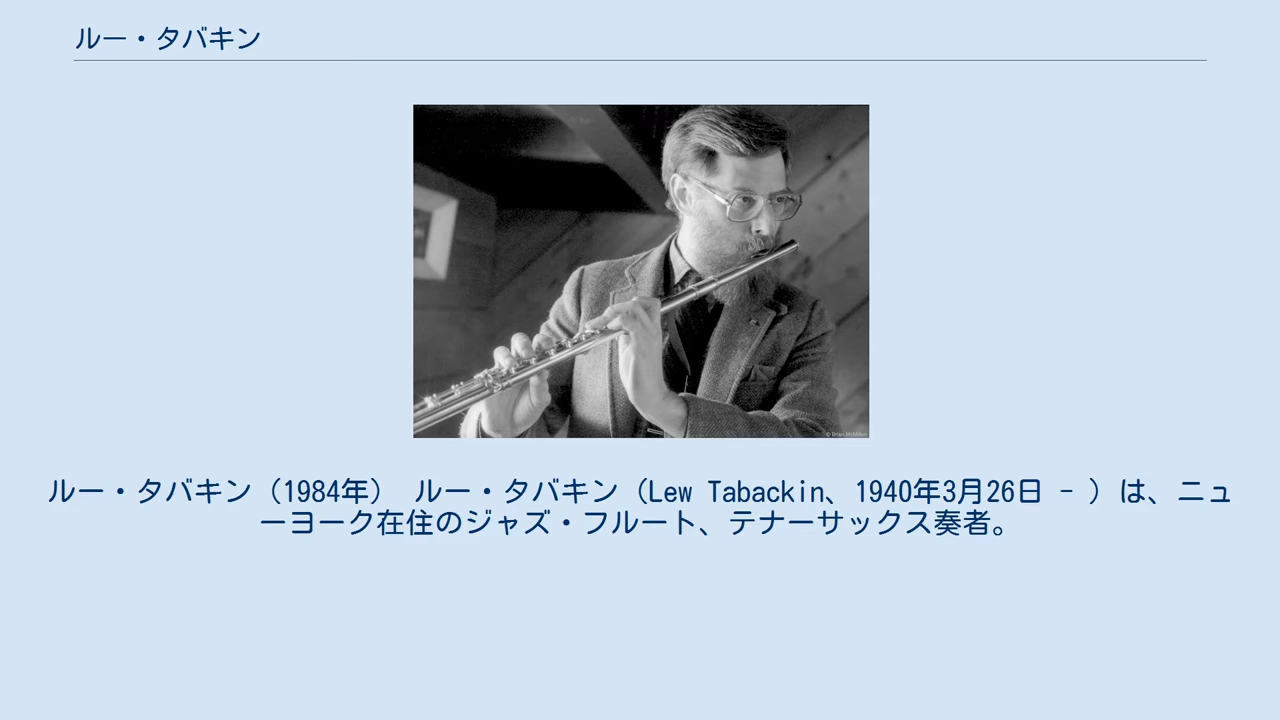 ルー・タバキン
© Brian McMillen
ルー・タバキン（1984年） ルー・タバキン（Lew Tabackin、1940年3月26日 - ）は、ニュ
ーヨーク在住のジャズ・フルート、テナーサックス奏者。